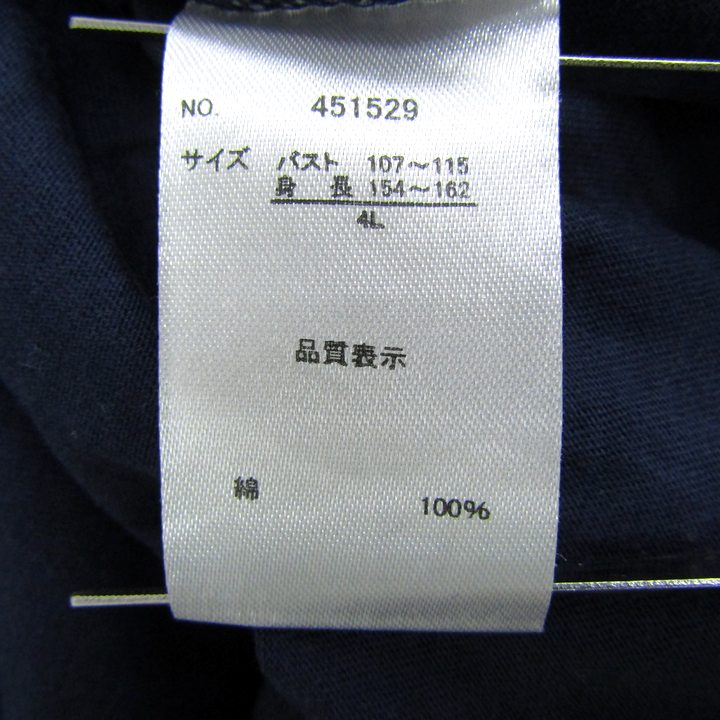 NO. 451529
サイズ バスト 107〜115
身長 154〜162
4L
品質表示
綿 100%